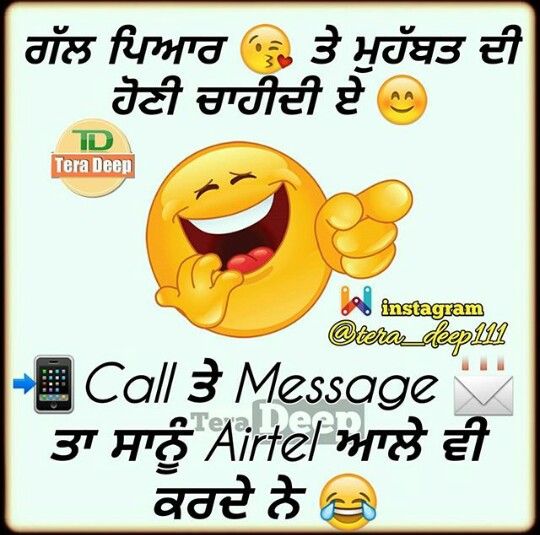 ਗੱਲ ਪਿਆਰ 😘 ਤੇ ਮੁਹੱਬਤ ਦੀ
ਹੋਣੀ ਚਾਹੀਦੀ ਏ 😊
TD
Tera Deep
instagram
@tera_deep111
📲 Call ਤੇ Message 📨
Tera Deep
ਤਾ ਸਾਨੂੰ Airtel ਆਲੇ ਵੀ
ਕਰਦੇ ਨੇ 😂